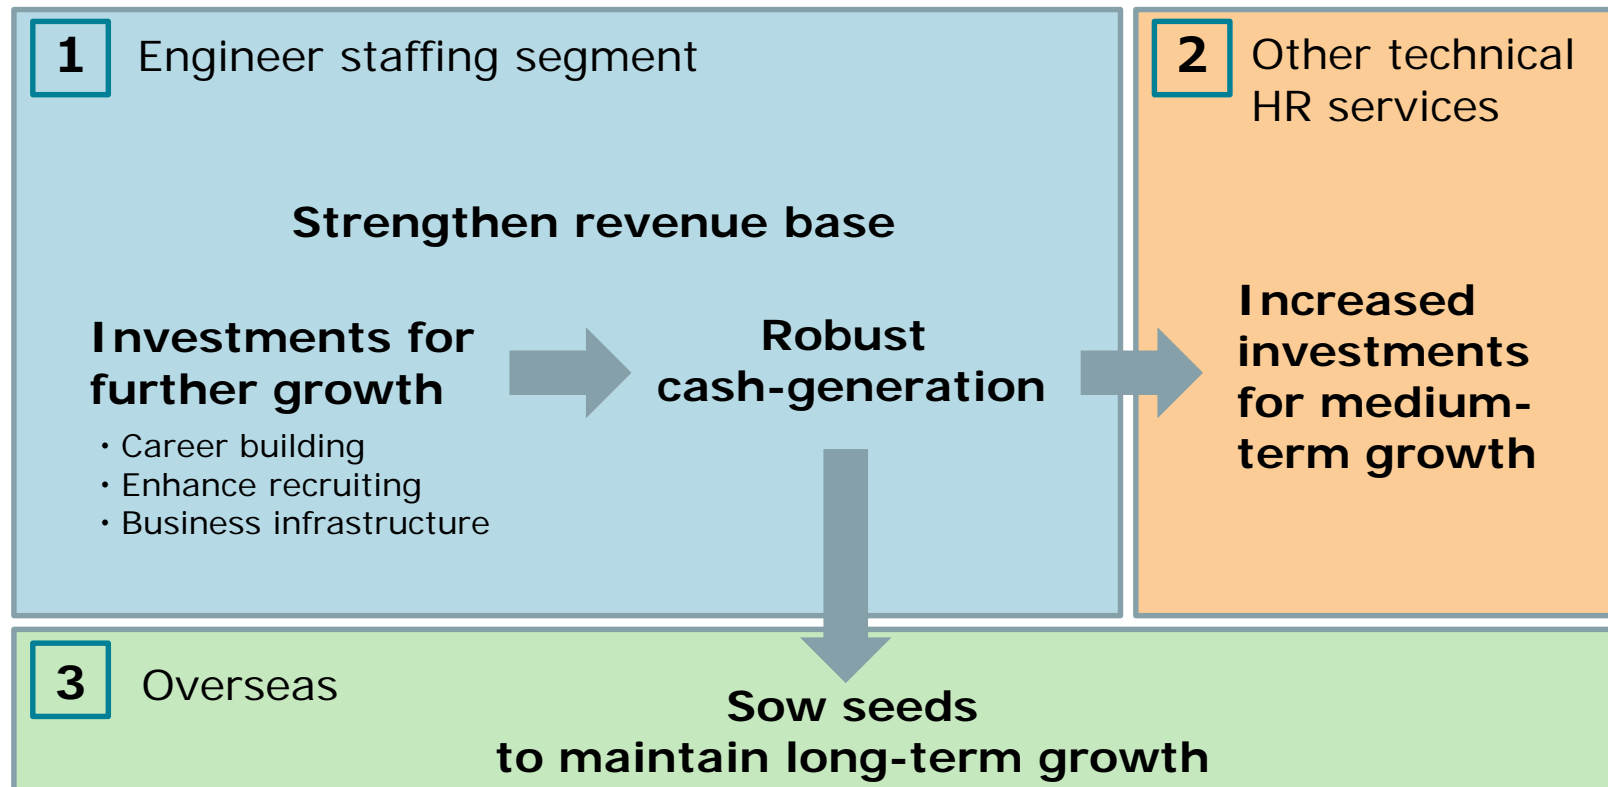 1 Engineer staffing segment
Strengthen revenue base
Investments for
further growth
・Career building
・Enhance recruiting
・Business infrastructure
Robust
cash-generation
2 Other technical
HR services
Increased
investments
for medium-
term growth
3 Overseas
Sow seeds
to maintain long-term growth